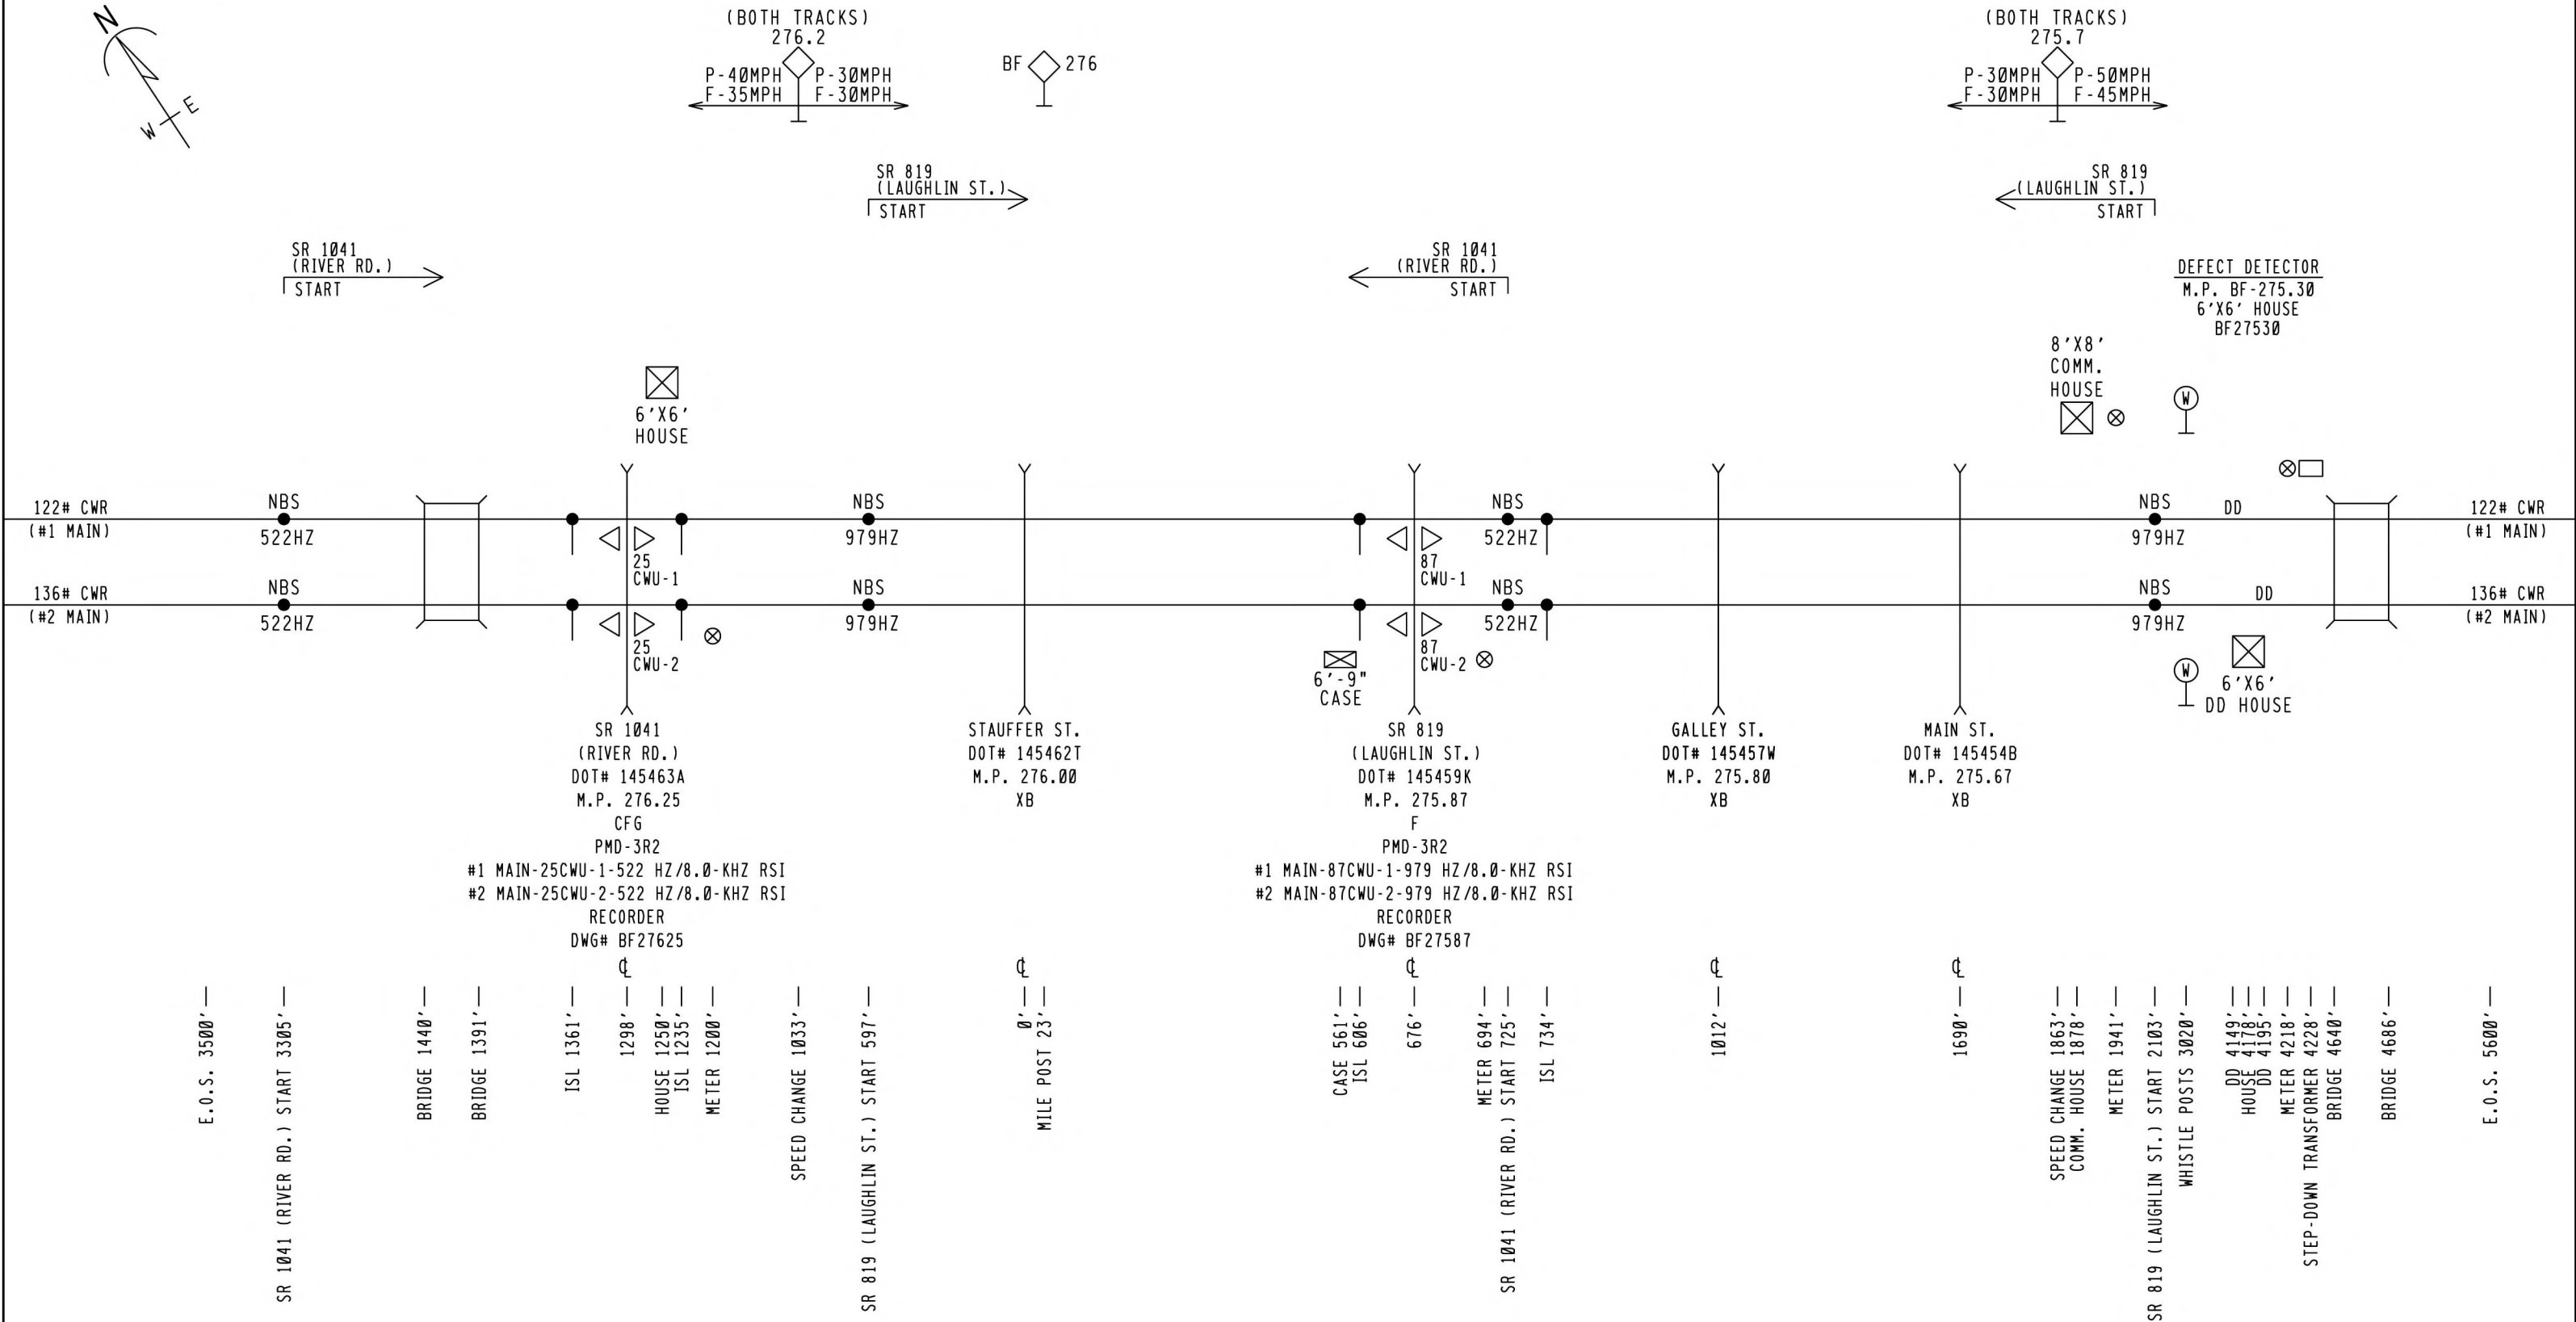 N
W
E
(BOTH TRACKS)
276.2
P-40MPH P-30MPH
F-35MPH F-30MPH
BF 276
(BOTH TRACKS)
275.7
P-30MPH P-50MPH
F-30MPH F-45MPH
SR 819
(LAUGHLIN ST.)
START
SR 819
(LAUGHLIN ST.)
START
SR 1041
(RIVER RD.)
START
SR 1041
(RIVER RD.)
START
DEFECT DETECTOR
M.P. BF-275.30
6'X6' HOUSE
BF27530
8'X8'
COMM.
HOUSE
W
6'X6'
HOUSE
122# CWR
(#1 MAIN)
NBS
522HZ
25
CWU-1
NBS
979HZ
87
CWU-1
NBS
522HZ
NBS
979HZ
DD
122# CWR
(#1 MAIN)
136# CWR
(#2 MAIN)
NBS
522HZ
25
CWU-2
NBS
979HZ
87
CWU-2
NBS
522HZ
NBS
979HZ
DD
136# CWR
(#2 MAIN)
6'-9"
CASE
W
6'X6'
DD HOUSE
SR 1041
(RIVER RD.)
DOT# 145463A
M.P. 276.25
CFG
PMD-3R2
#1 MAIN-25CWU-1-522 HZ/8.0-KHZ RSI
#2 MAIN-25CWU-2-522 HZ/8.0-KHZ RSI
RECORDER
DWG# BF27625
STAUFFER ST.
DOT# 145462T
M.P. 276.00
XB
SR 819
(LAUGHLIN ST.)
DOT# 145459K
M.P. 275.87
F
PMD-3R2
#1 MAIN-87CWU-1-979 HZ/8.0-KHZ RSI
#2 MAIN-87CWU-2-979 HZ/8.0-KHZ RSI
RECORDER
DWG# BF27587
GALLEY ST.
DOT# 145457W
M.P. 275.80
XB
MAIN ST.
DOT# 145454B
M.P. 275.67
XB
℄
℄
℄
℄
℄
E.O.S. 3500'
SR 1041 (RIVER RD.) START 3305'
BRIDGE 1440'
BRIDGE 1391'
ISL 1361'
1298'
HOUSE 1250'
ISL 1235'
METER 1200'
SPEED CHANGE 1033'
SR 819 (LAUGHLIN ST.) START 597'
0'
MILE POST 23'
CASE 561'
ISL 606'
676'
METER 694'
SR 1041 (RIVER RD.) START 725'
ISL 734'
1012'
1690'
SPEED CHANGE 1863'
COMM. HOUSE 1878'
METER 1941'
SR 819 (LAUGHLIN ST.) START 2103'
WHISTLE POSTS 3020'
DD 4149'
HOUSE 4178'
DD 4195'
METER 4218'
STEP-DOWN TRANSFORMER 4228'
BRIDGE 4640'
BRIDGE 4686'
E.O.S. 5600'